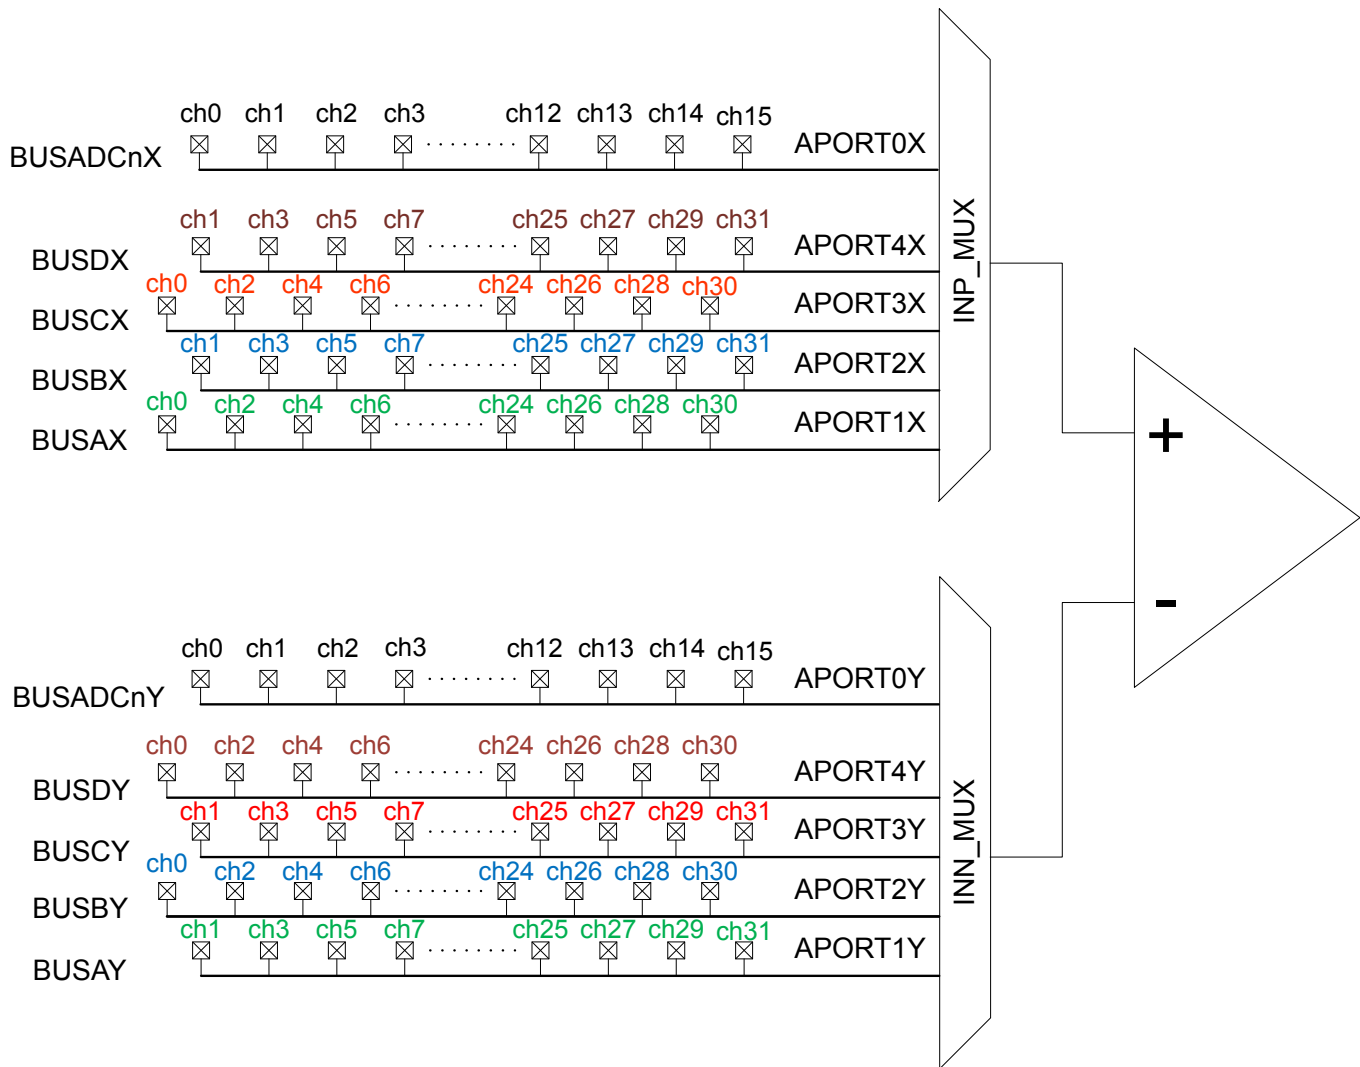 ch0 ch1 ch2 ch3 ch12 ch13 ch14 ch15
BUSADCnX APORT0X
ch1 ch3 ch5 ch7 ch25 ch27 ch29 ch31
BUSDX APORT4X
ch0 ch2 ch4 ch6 ch24 ch26 ch28 ch30
BUSCX APORT3X
ch1 ch3 ch5 ch7 ch25 ch27 ch29 ch31
BUSBX APORT2X
ch0 ch2 ch4 ch6 ch24 ch26 ch28 ch30
BUSAX APORT1X
INP_MUX
+
-
ch0 ch1 ch2 ch3 ch12 ch13 ch14 ch15
BUSADCnY APORT0Y
ch0 ch2 ch4 ch6 ch24 ch26 ch28 ch30
BUSDY APORT4Y
ch1 ch3 ch5 ch7 ch25 ch27 ch29 ch31
BUSCY APORT3Y
ch0 ch2 ch4 ch6 ch24 ch26 ch28 ch30
BUSBY APORT2Y
ch1 ch3 ch5 ch7 ch25 ch27 ch29 ch31
BUSAY APORT1Y
INN_MUX